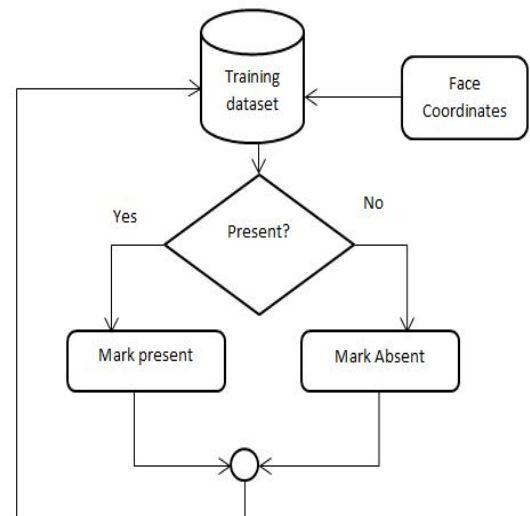 Training
dataset
Face
Coordinates
Yes
No
Present?
Mark present
Mark Absent